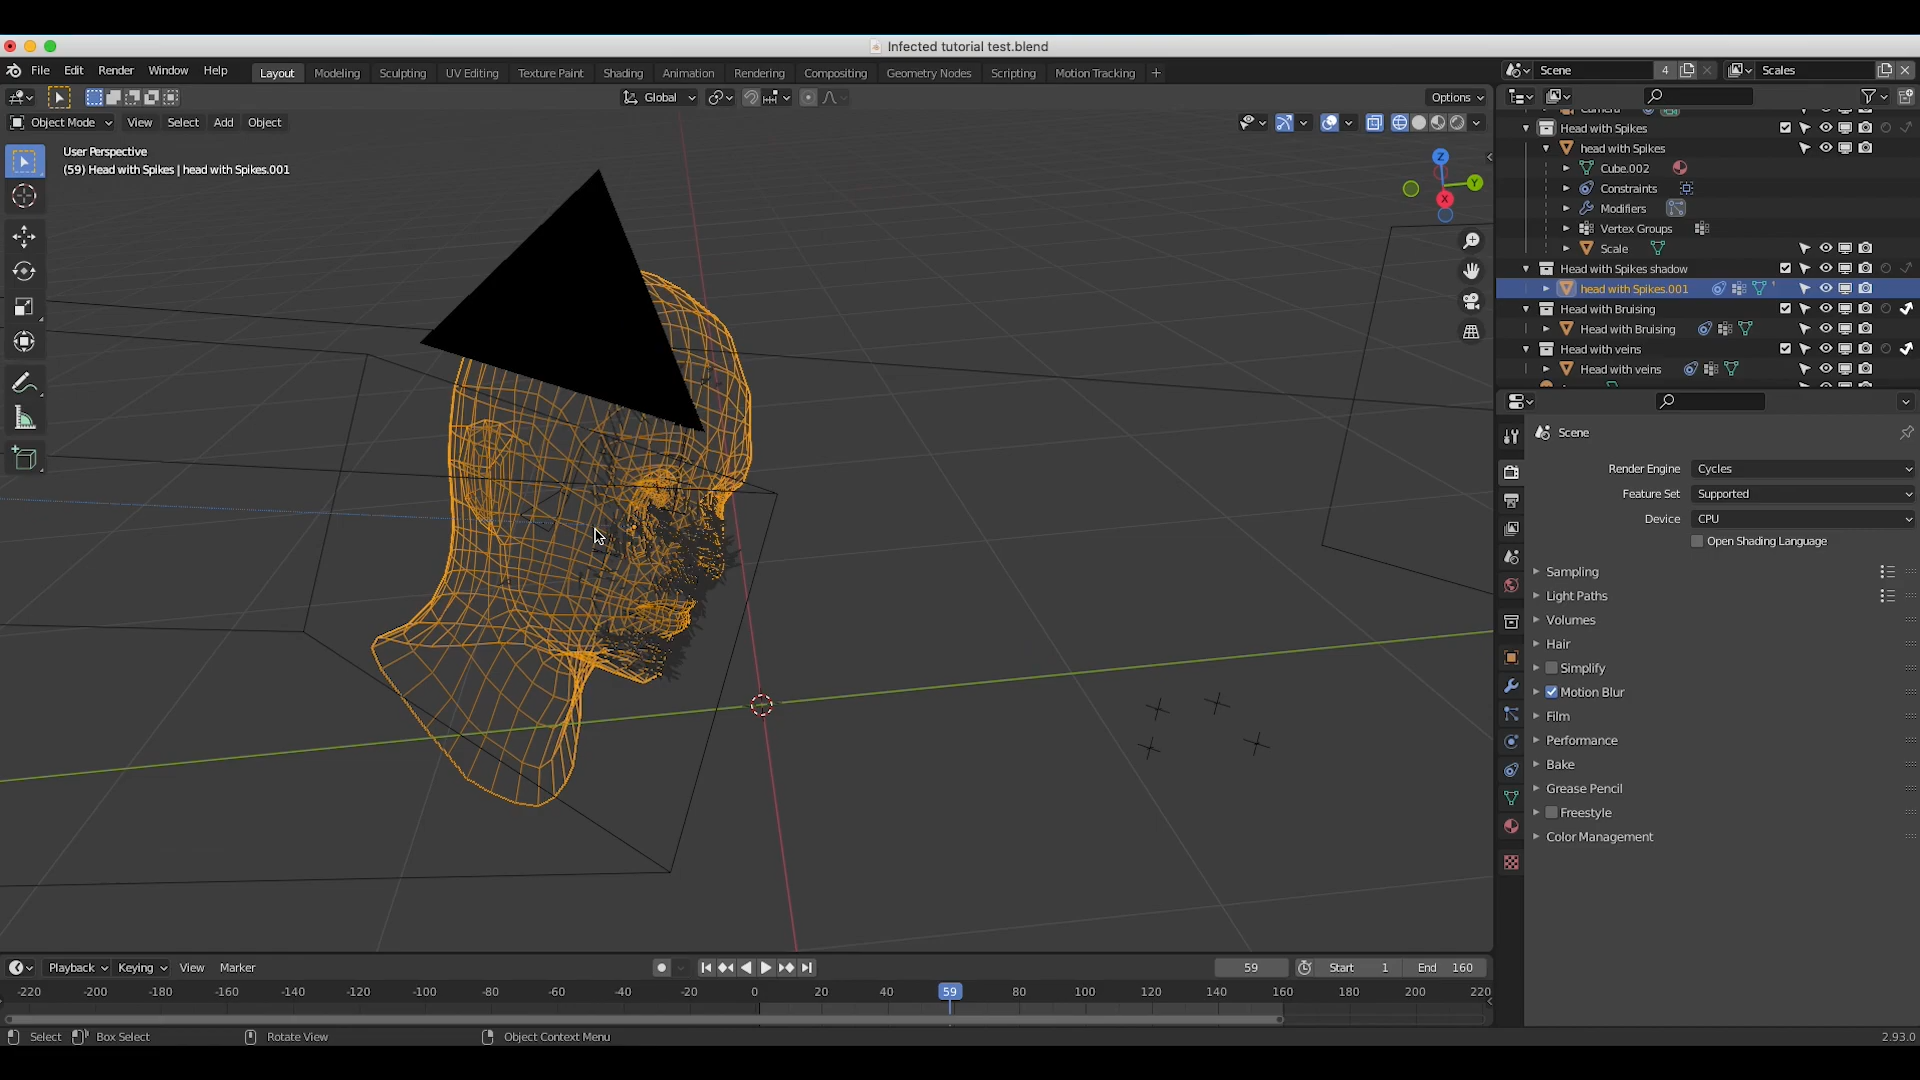 Infected tutorial test.blend
File Edit Render Window Help Layout Modeling Sculpting UV Editing Texture Paint Shading Animation Rendering Compositing Geometry Nodes Scripting Motion Tracking + Scene 4 Scales
Global Options
Object Mode View Select Add Object
User Perspective
(59) Head with Spikes | head with Spikes.001
Z
Y
X
Camera
Head with Spikes
head with Spikes
Cube.002
Constraints
Modifiers
Vertex Groups
Scale
Head with Spikes shadow
head with Spikes.001
Head with Bruising
Head with Bruising
Head with veins
Head with veins
Scene
Render Engine Cycles
Feature Set Supported
Device CPU
Open Shading Language
Sampling
Light Paths
Volumes
Hair
Simplify
Motion Blur
Film
Performance
Bake
Grease Pencil
Freestyle
Color Management
Playback Keying View Marker 59 Start 1 End 160
-220 -200 -180 -160 -140 -120 -100 -80 -60 -40 -20 0 20 40 59 80 100 120 140 160 180 200 220
Select Box Select Rotate View Object Context Menu 2.93.0